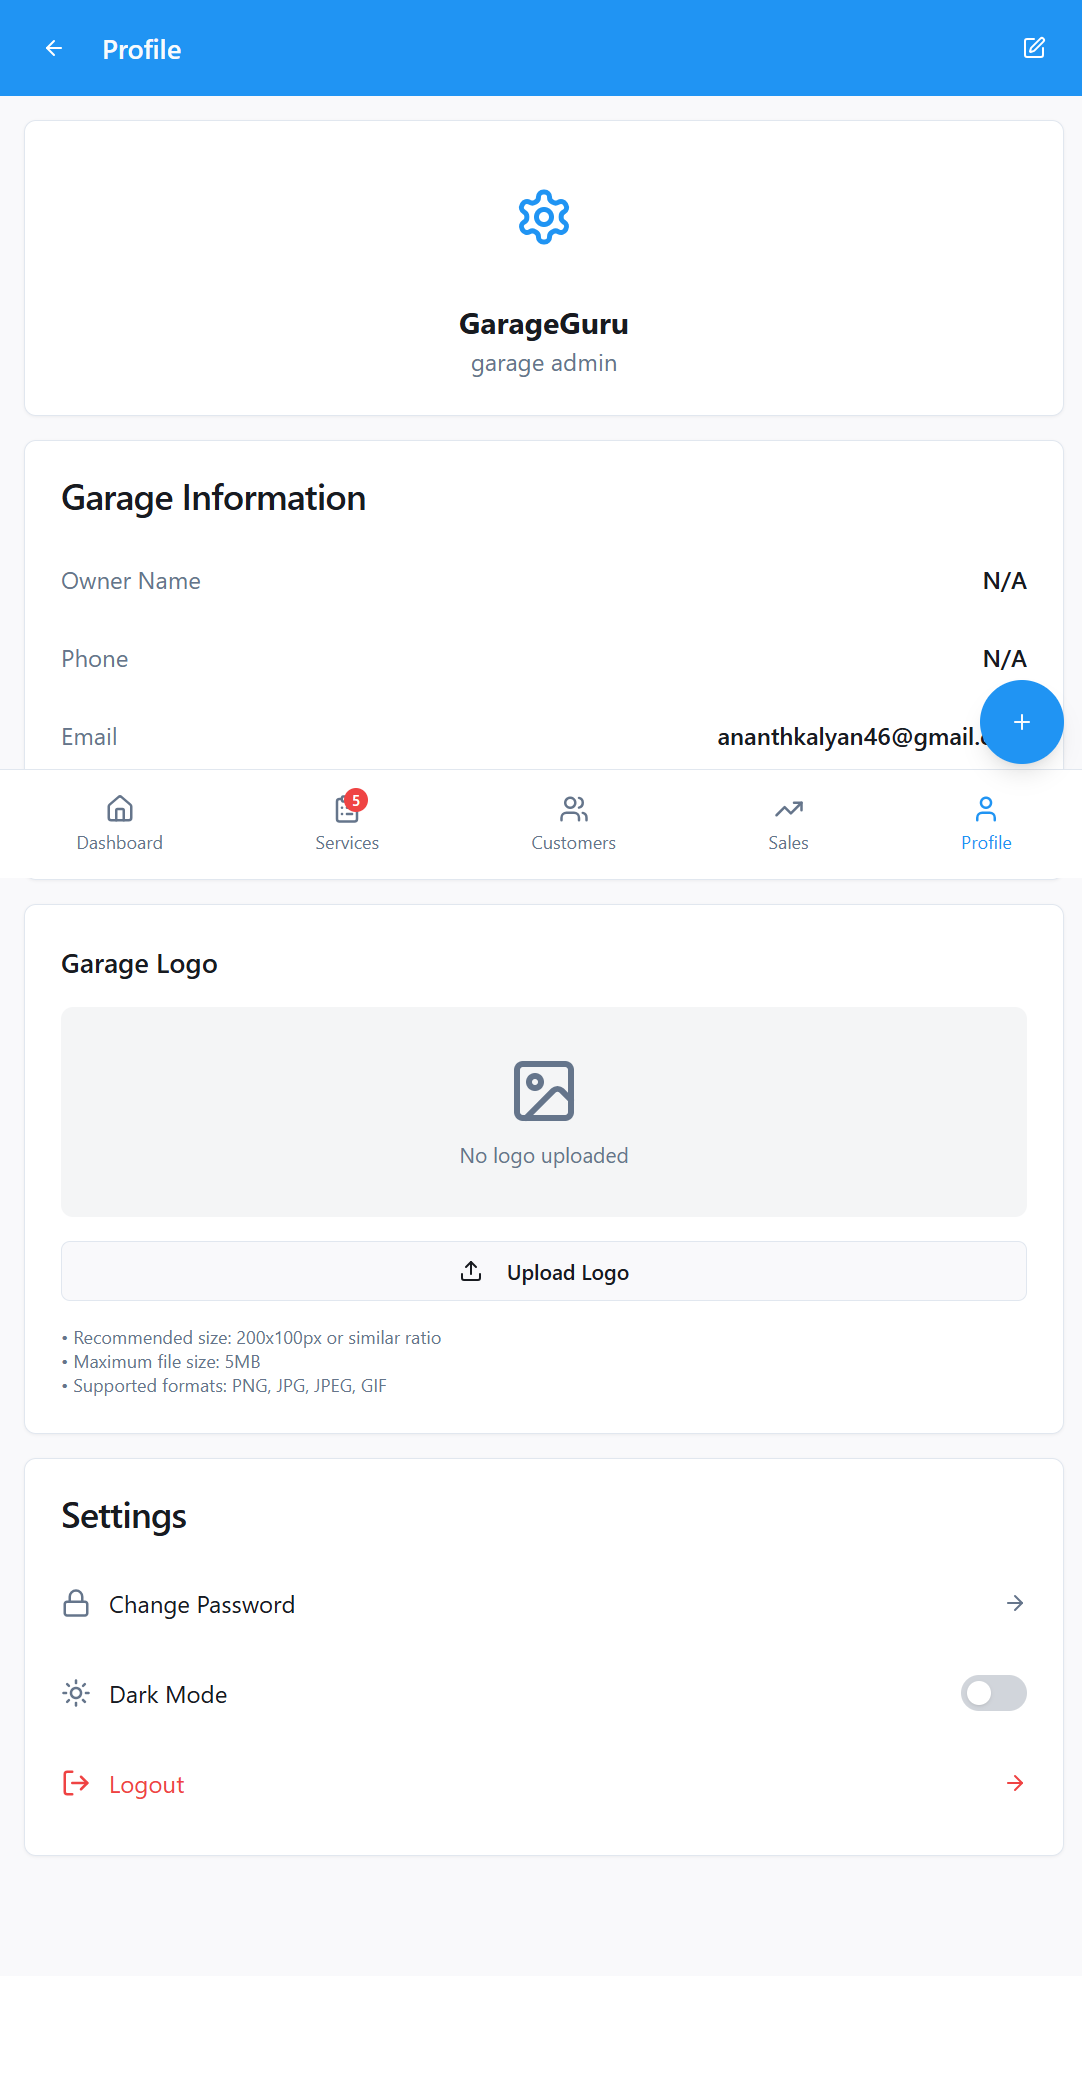 Profile
GarageGuru
garage admin
Garage Information
Owner Name N/A
Phone N/A
Email ananthkalyan46@gmail.
Dashboard
5
Services
Customers
Sales
Profile
Garage Logo
No logo uploaded
Upload Logo
• Recommended size: 200x100px or similar ratio
• Maximum file size: 5MB
• Supported formats: PNG, JPG, JPEG, GIF
Settings
Change Password
Dark Mode
Logout